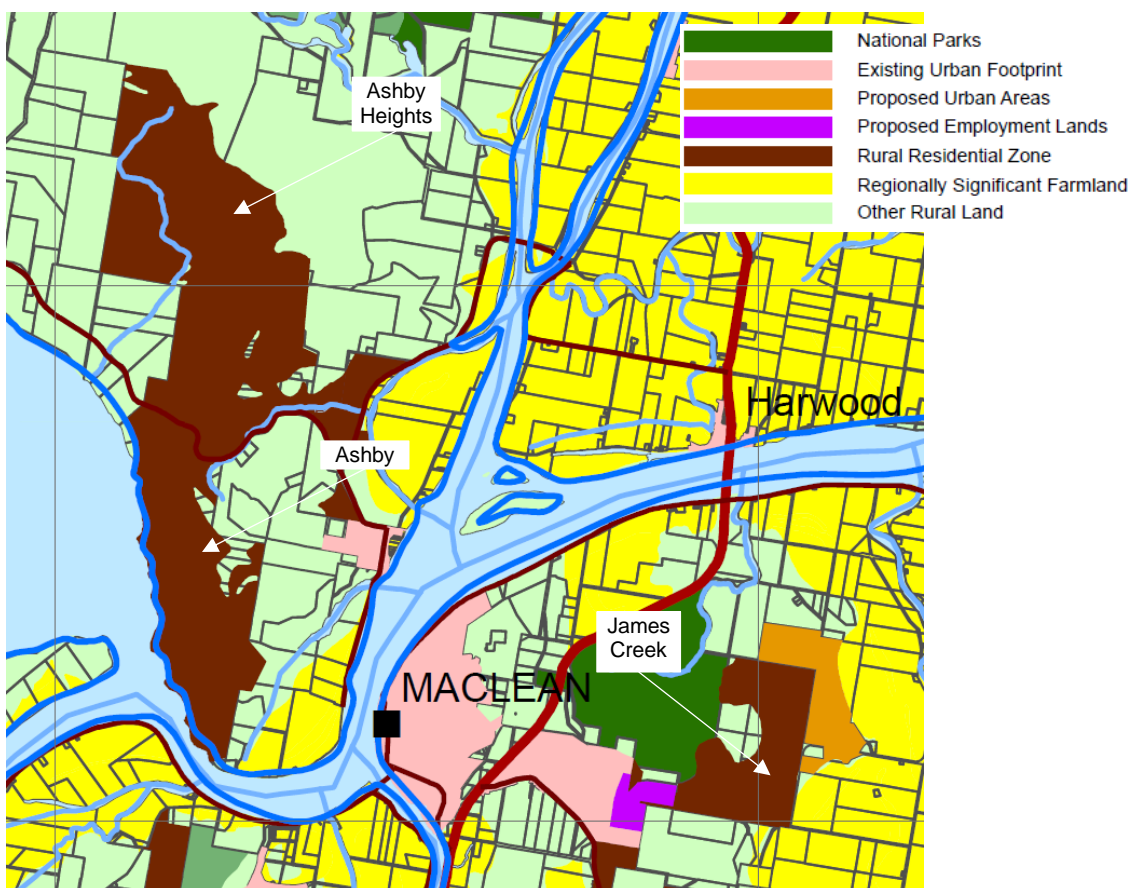 Ashby
Heights
National Parks
Existing Urban Footprint
Proposed Urban Areas
Proposed Employment Lands
Rural Residential Zone
Regionally Significant Farmland
Other Rural Land
Harwood
Ashby
James
Creek
MACLEAN